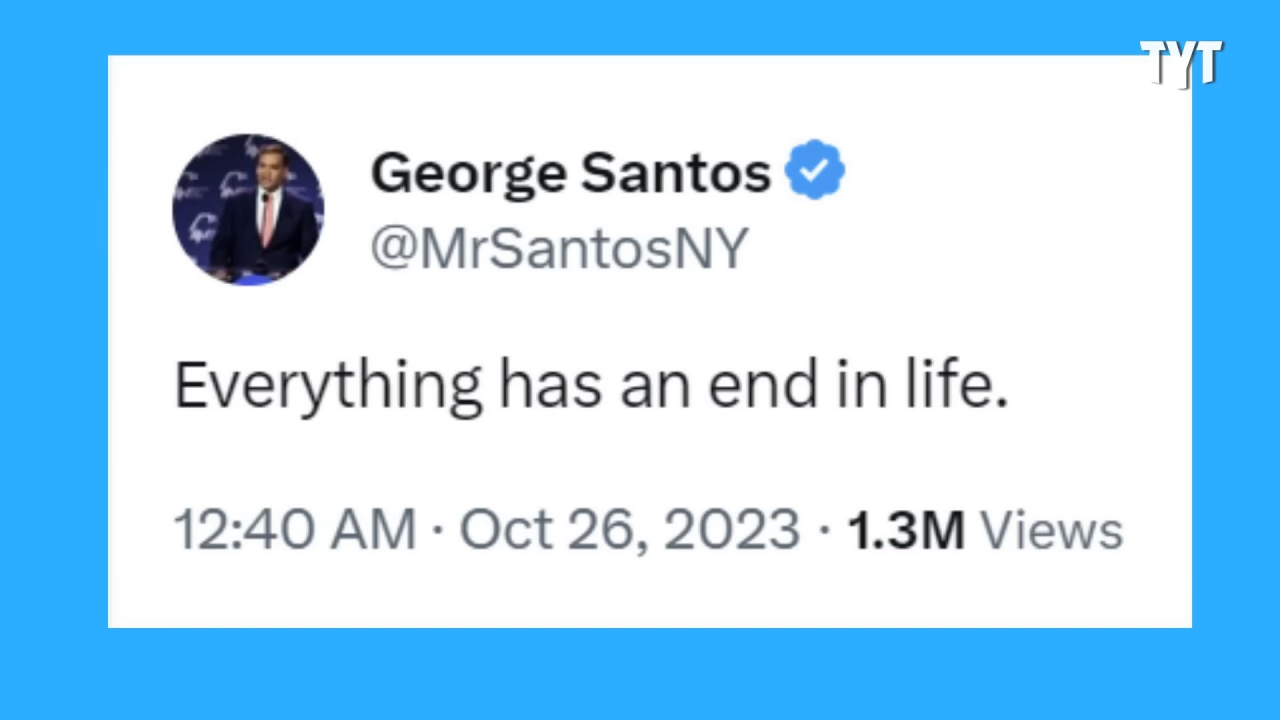 TYT
George Santos
@MrSantosNY
Everything has an end in life.
12:40 AM · Oct 26, 2023 · 1.3M Views